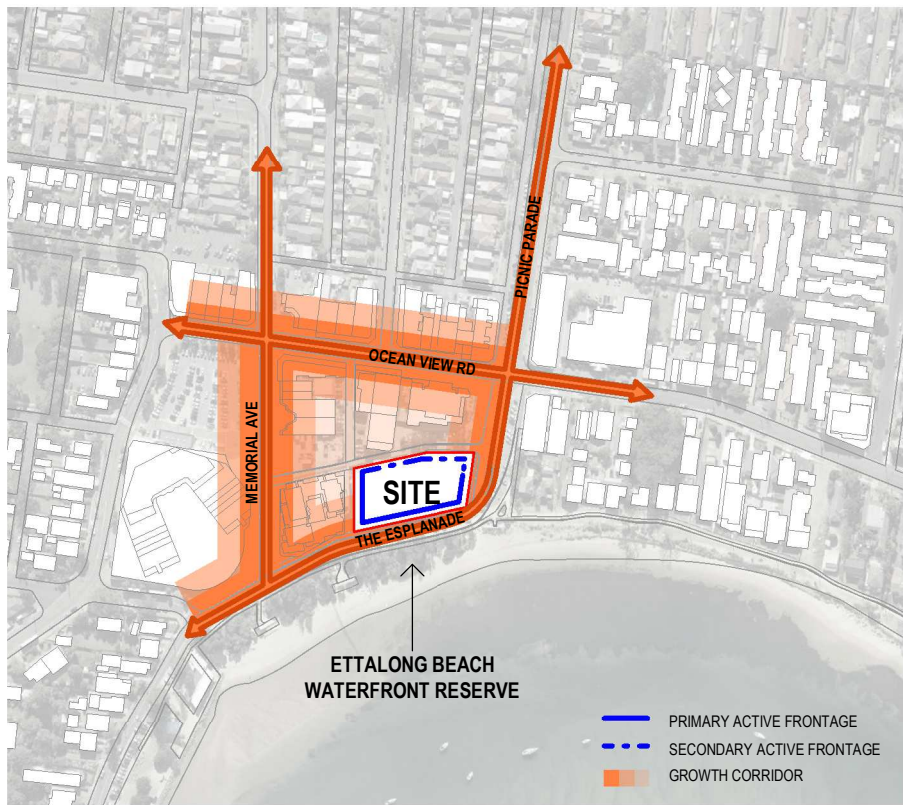 PICNIC PARADE
OCEAN VIEW RD
MEMORIAL AVE
SITE
THE ESPLANADE
ETTALONG BEACH
WATERFRONT RESERVE
PRIMARY ACTIVE FRONTAGE
SECONDARY ACTIVE FRONTAGE
GROWTH CORRIDOR